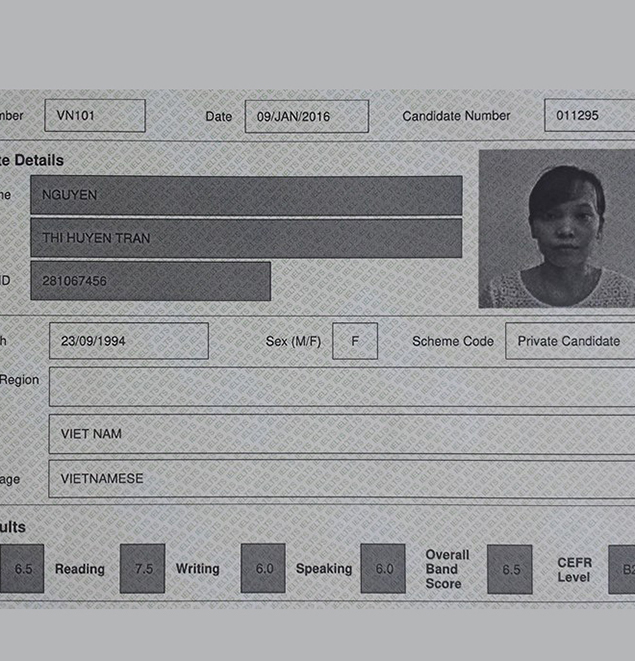 mber VN101 Date 09/JAN/2016 Candidate Number 011295
te Details
me NGUYEN
THI HUYEN TRAN
ID 281067456
h 23/09/1994 Sex (M/F) F Scheme Code Private Candidate
Region
VIET NAM
age VIETNAMESE
ults
6.5 Reading 7.5 Writing 6.0 Speaking 6.0 Overall Band Score 6.5 CEFR Level B2